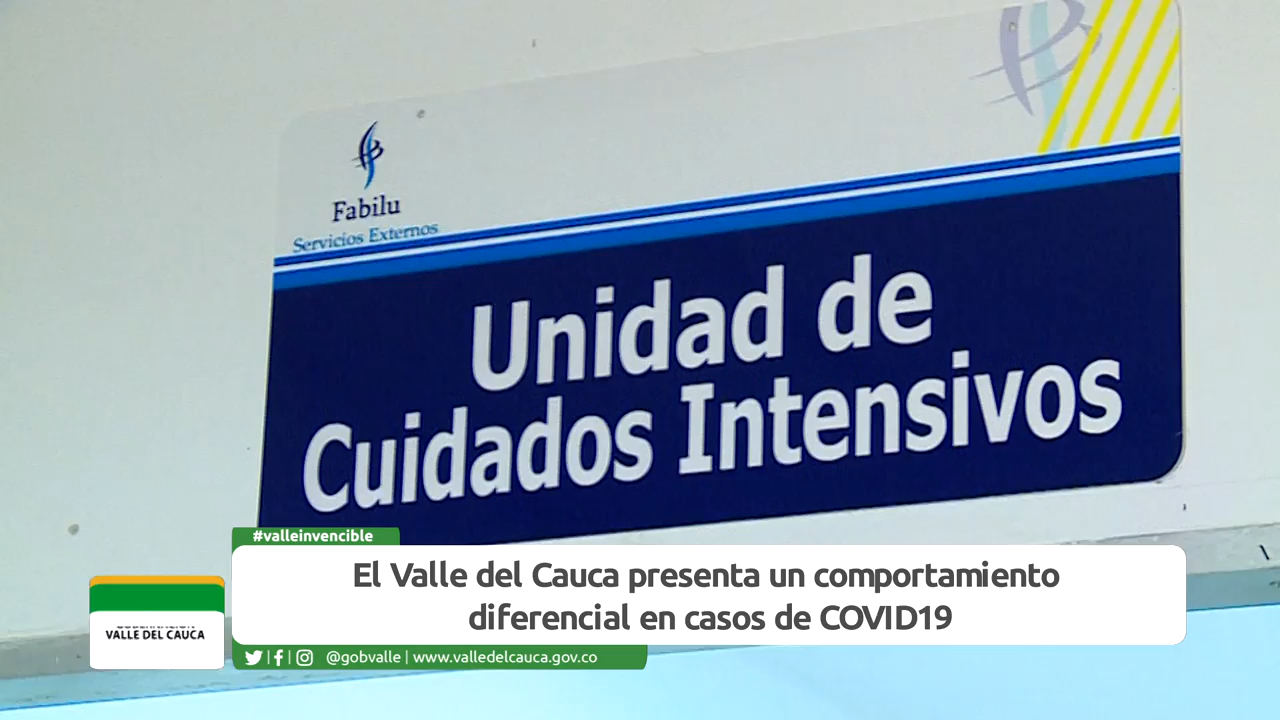 Fabilu
Servicios Externos
Unidad de
Cuidados Intensivos
#valleinvencible
El Valle del Cauca presenta un comportamiento
diferencial en casos de COVID19
VALLE DEL CAUCA
@gobvalle | www.valledelcauca.gov.co